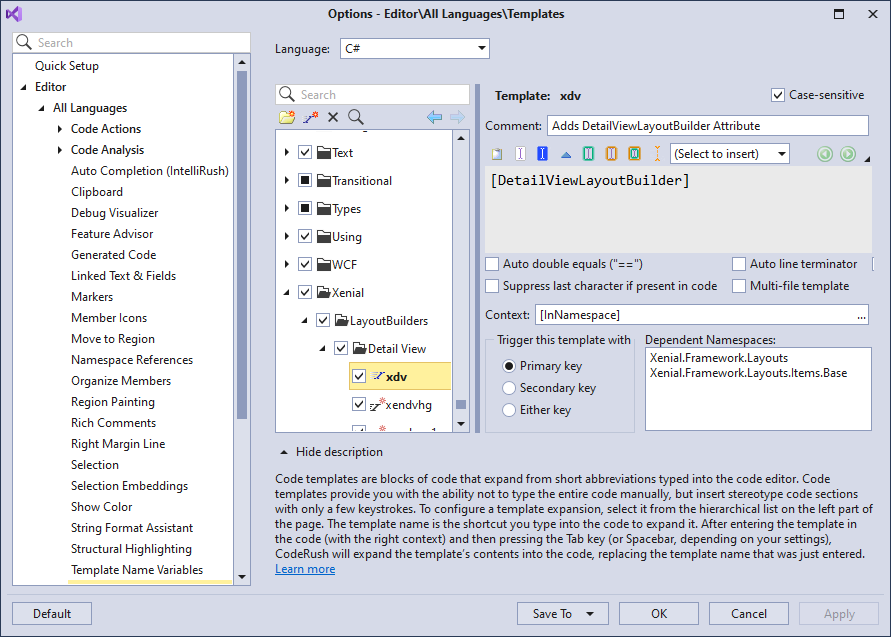 Options - Editor\All Languages\Templates
Search
Quick Setup
Editor
All Languages
Code Actions
Code Analysis
Auto Completion (IntelliRush)
Clipboard
Debug Visualizer
Feature Advisor
Generated Code
Linked Text & Fields
Markers
Member Icons
Move to Region
Namespace References
Organize Members
Region Painting
Rich Comments
Right Margin Line
Selection
Selection Embeddings
Show Color
String Format Assistant
Structural Highlighting
Template Name Variables
Language: C#
Search
Text
Transitional
Types
Using
WCF
Xenial
LayoutBuilders
Detail View
xdv
xendvhg
Template: xdv
Case-sensitive
Comment: Adds DetailViewLayoutBuilder Attribute
(Select to insert)
[DetailViewLayoutBuilder]
Auto double equals ("==") Auto line terminator
Suppress last character if present in code Multi-file template
Context: [InNamespace] ...
Trigger this template with
Primary key
Secondary key
Either key
Dependent Namespaces:
Xenial.Framework.Layouts
Xenial.Framework.Layouts.Items.Base
Hide description
Code templates are blocks of code that expand from short abbreviations typed into the code editor. Code
templates provide you with the ability not to type the entire code manually, but insert stereotype code sections
with only a few keystrokes. To configure a template expansion, select it from the hierarchical list on the left part of
the page. The template name is the shortcut you type into the code to expand it. After entering the template in
the code (with the right context) and then pressing the Tab key (or Spacebar, depending on your settings),
CodeRush will expand the template's contents into the code, replacing the template name that was just entered.
Learn more
Default
Save To
OK
Cancel
Apply